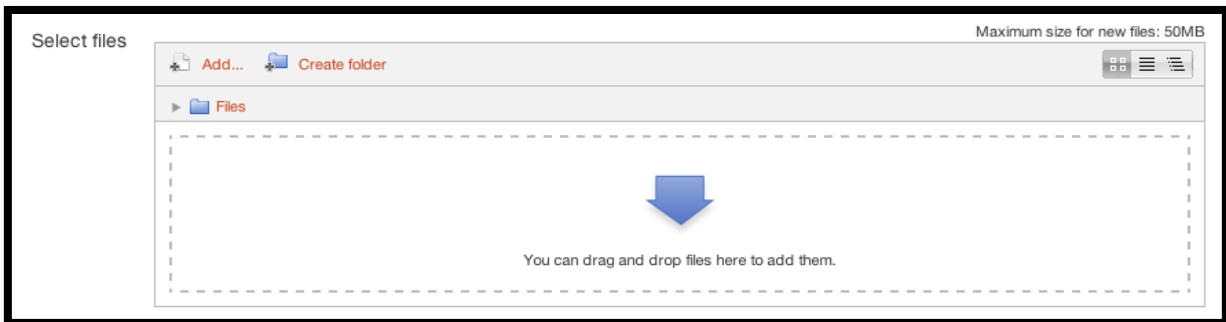 Maximum size for new files: 50MB
Select files
Add... Create folder
Files
You can drag and drop files here to add them.